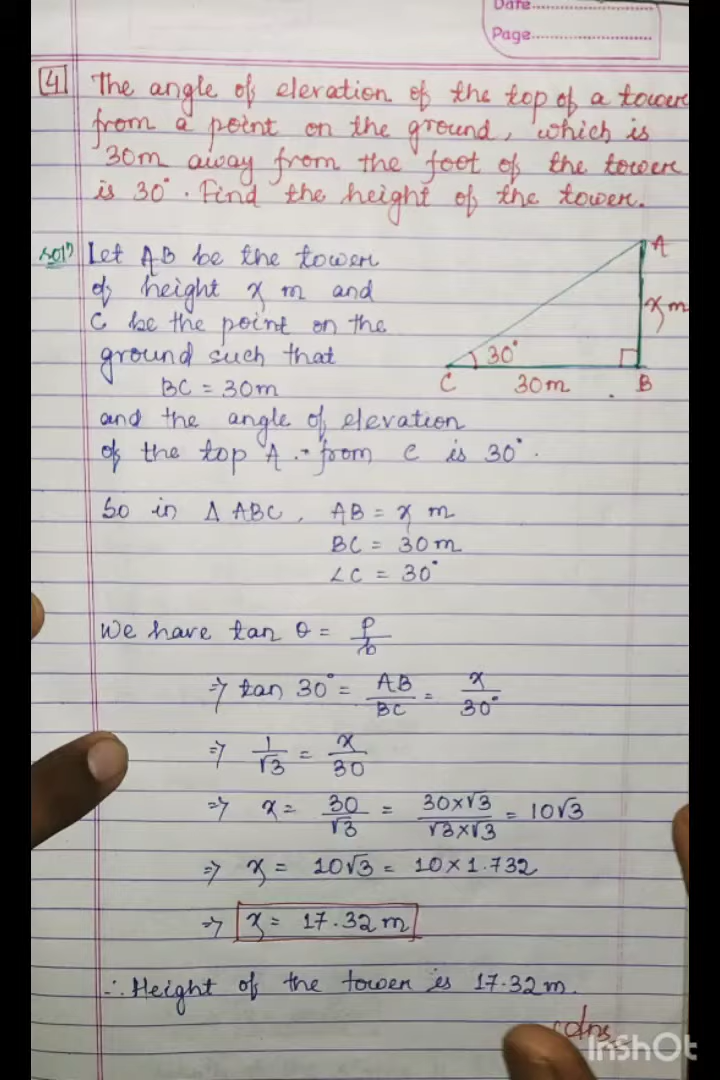 Date
Page
4 The angle of elevation of the top of a tower
from a point on the ground, which is
30m away from the foot of the tower
is 30°. Find the height of the tower.
Solⁿ Let AB be the tower
of height x m and
C be the point on the
ground such that
BC = 30m
and the angle of elevation
of the top A from C is 30°.
A
x m
30°
C 30m B
So in Δ ABC, AB = x m
BC = 30m
∠C = 30°
We have tan θ = p/b
⇒ tan 30° = AB/BC = x/30°
⇒ 1/√3 = x/30
⇒ x = 30/√3 = 30×√3/√3×√3 = 10√3
⇒ x = 10√3 = 10×1.732
⇒ x = 17.32 m
∴ Height of the tower is 17.32 m.
Ans
InShOt